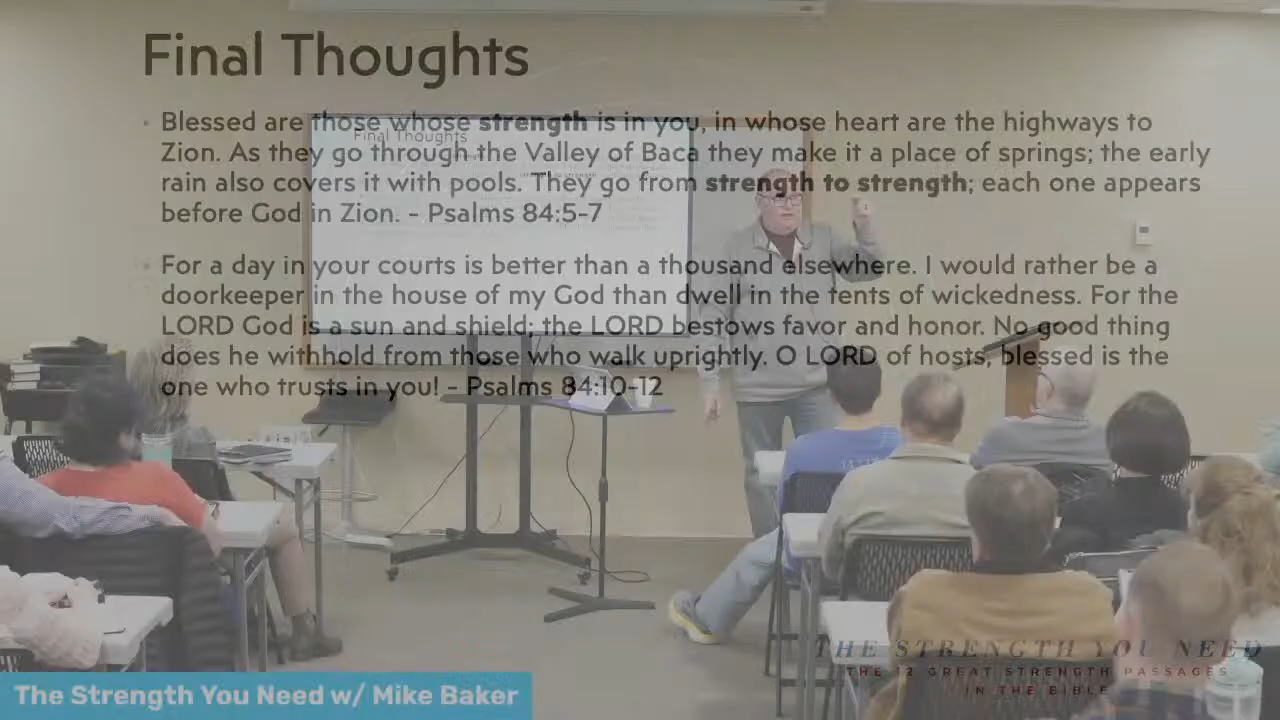 Final Thoughts
Final Thoughts
• Blessed are those whose strength is in you, in whose heart are the highways to
Zion. As they go through the Valley of Baca they make it a place of springs; the early
rain also covers it with pools. They go from strength to strength; each one appears
before God in Zion. - Psalms 84:5-7
• For a day in your courts is better than a thousand elsewhere. I would rather be a
doorkeeper in the house of my God than dwell in the tents of wickedness. For the
LORD God is a sun and shield; the LORD bestows favor and honor. No good thing
does he withhold from those who walk uprightly. O LORD of hosts, blessed is the
one who trusts in you! - Psalms 84:10-12
THE STRENGTH YOU NEED
THE 12 GREAT STRENGTH PASSAGES
IN THE BIBLE
The Strength You Need w/ Mike Baker